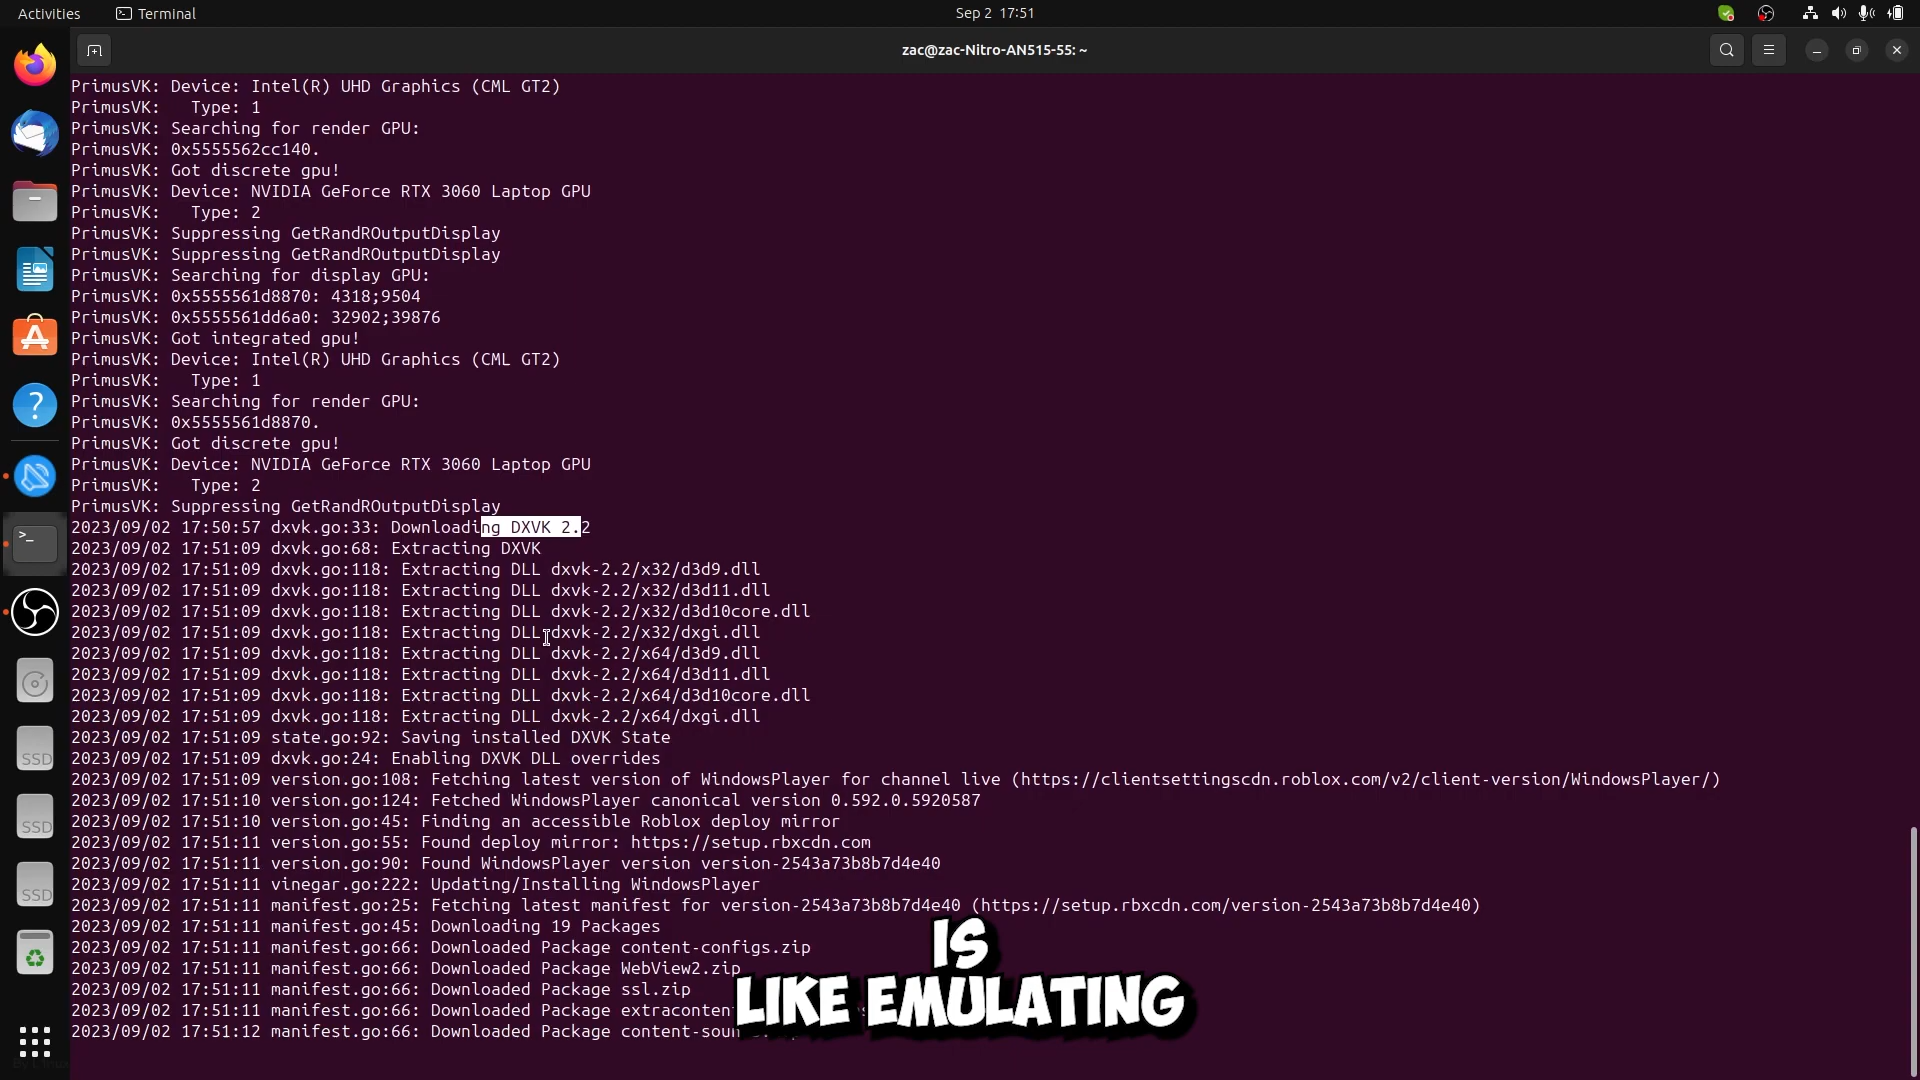 Activities
Terminal
Sep 2 17:51
zac@zac-Nitro-AN515-55: ~
PrimusVK: Device: Intel(R) UHD Graphics (CML GT2)
PrimusVK:   Type: 1
PrimusVK: Searching for render GPU:
PrimusVK: 0x5555562cc140.
PrimusVK: Got discrete gpu!
PrimusVK: Device: NVIDIA GeForce RTX 3060 Laptop GPU
PrimusVK:   Type: 2
PrimusVK: Suppressing GetRandROutputDisplay
PrimusVK: Suppressing GetRandROutputDisplay
PrimusVK: Searching for display GPU:
PrimusVK: 0x5555561d8870: 4318;9504
PrimusVK: 0x5555561dd6a0: 32902;39876
PrimusVK: Got integrated gpu!
PrimusVK: Device: Intel(R) UHD Graphics (CML GT2)
PrimusVK:   Type: 1
PrimusVK: Searching for render GPU:
PrimusVK: 0x5555561d8870.
PrimusVK: Got discrete gpu!
PrimusVK: Device: NVIDIA GeForce RTX 3060 Laptop GPU
PrimusVK:   Type: 2
PrimusVK: Suppressing GetRandROutputDisplay
2023/09/02 17:50:57 dxvk.go:33: Downloading DXVK 2.2
2023/09/02 17:51:09 dxvk.go:68: Extracting DXVK
2023/09/02 17:51:09 dxvk.go:118: Extracting DLL dxvk-2.2/x32/d3d9.dll
2023/09/02 17:51:09 dxvk.go:118: Extracting DLL dxvk-2.2/x32/d3d11.dll
2023/09/02 17:51:09 dxvk.go:118: Extracting DLL dxvk-2.2/x32/d3d10core.dll
2023/09/02 17:51:09 dxvk.go:118: Extracting DLL dxvk-2.2/x32/dxgi.dll
2023/09/02 17:51:09 dxvk.go:118: Extracting DLL dxvk-2.2/x64/d3d9.dll
2023/09/02 17:51:09 dxvk.go:118: Extracting DLL dxvk-2.2/x64/d3d11.dll
2023/09/02 17:51:09 dxvk.go:118: Extracting DLL dxvk-2.2/x64/d3d10core.dll
2023/09/02 17:51:09 dxvk.go:118: Extracting DLL dxvk-2.2/x64/dxgi.dll
2023/09/02 17:51:09 state.go:92: Saving installed DXVK State
2023/09/02 17:51:09 dxvk.go:24: Enabling DXVK DLL overrides
2023/09/02 17:51:09 version.go:108: Fetching latest version of WindowsPlayer for channel live (https://clientsettingscdn.roblox.com/v2/client-version/WindowsPlayer/)
2023/09/02 17:51:10 version.go:124: Fetched WindowsPlayer canonical version 0.592.0.5920587
2023/09/02 17:51:10 version.go:45: Finding an accessible Roblox deploy mirror
2023/09/02 17:51:11 version.go:55: Found deploy mirror: https://setup.rbxcdn.com
2023/09/02 17:51:11 version.go:90: Found WindowsPlayer version version-2543a73b8b7d4e40
2023/09/02 17:51:11 vinegar.go:222: Updating/Installing WindowsPlayer
2023/09/02 17:51:11 manifest.go:25: Fetching latest manifest for version-2543a73b8b7d4e40 (https://setup.rbxcdn.com/version-2543a73b8b7d4e40)
2023/09/02 17:51:11 manifest.go:45: Downloading 19 Packages
2023/09/02 17:51:11 manifest.go:66: Downloaded Package content-configs.zip
2023/09/02 17:51:11 manifest.go:66: Downloaded Package WebView2.zip
2023/09/02 17:51:11 manifest.go:66: Downloaded Package ssl.zip
2023/09/02 17:51:11 manifest.go:66: Downloaded Package
2023/09/02 17:51:12 manifest.go:66: Downloaded Package
IS
LIKE EMULATING
SSD
SSD
SSD